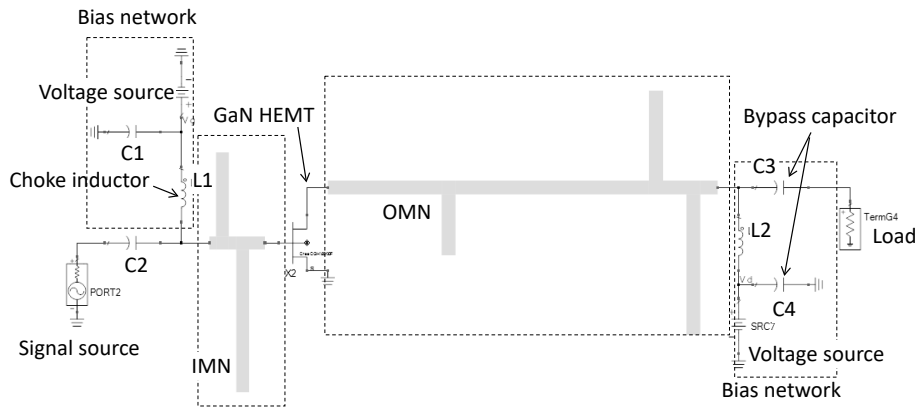 Bias network
Voltage source
GaN HEMT
Bypass capacitor
C1
C3
Choke inductor
L1
OMN
TermG4
L2
Load
C2
X2
PORT2
Vd
C4
SRC7
Signal source
IMN
Voltage source
Bias network